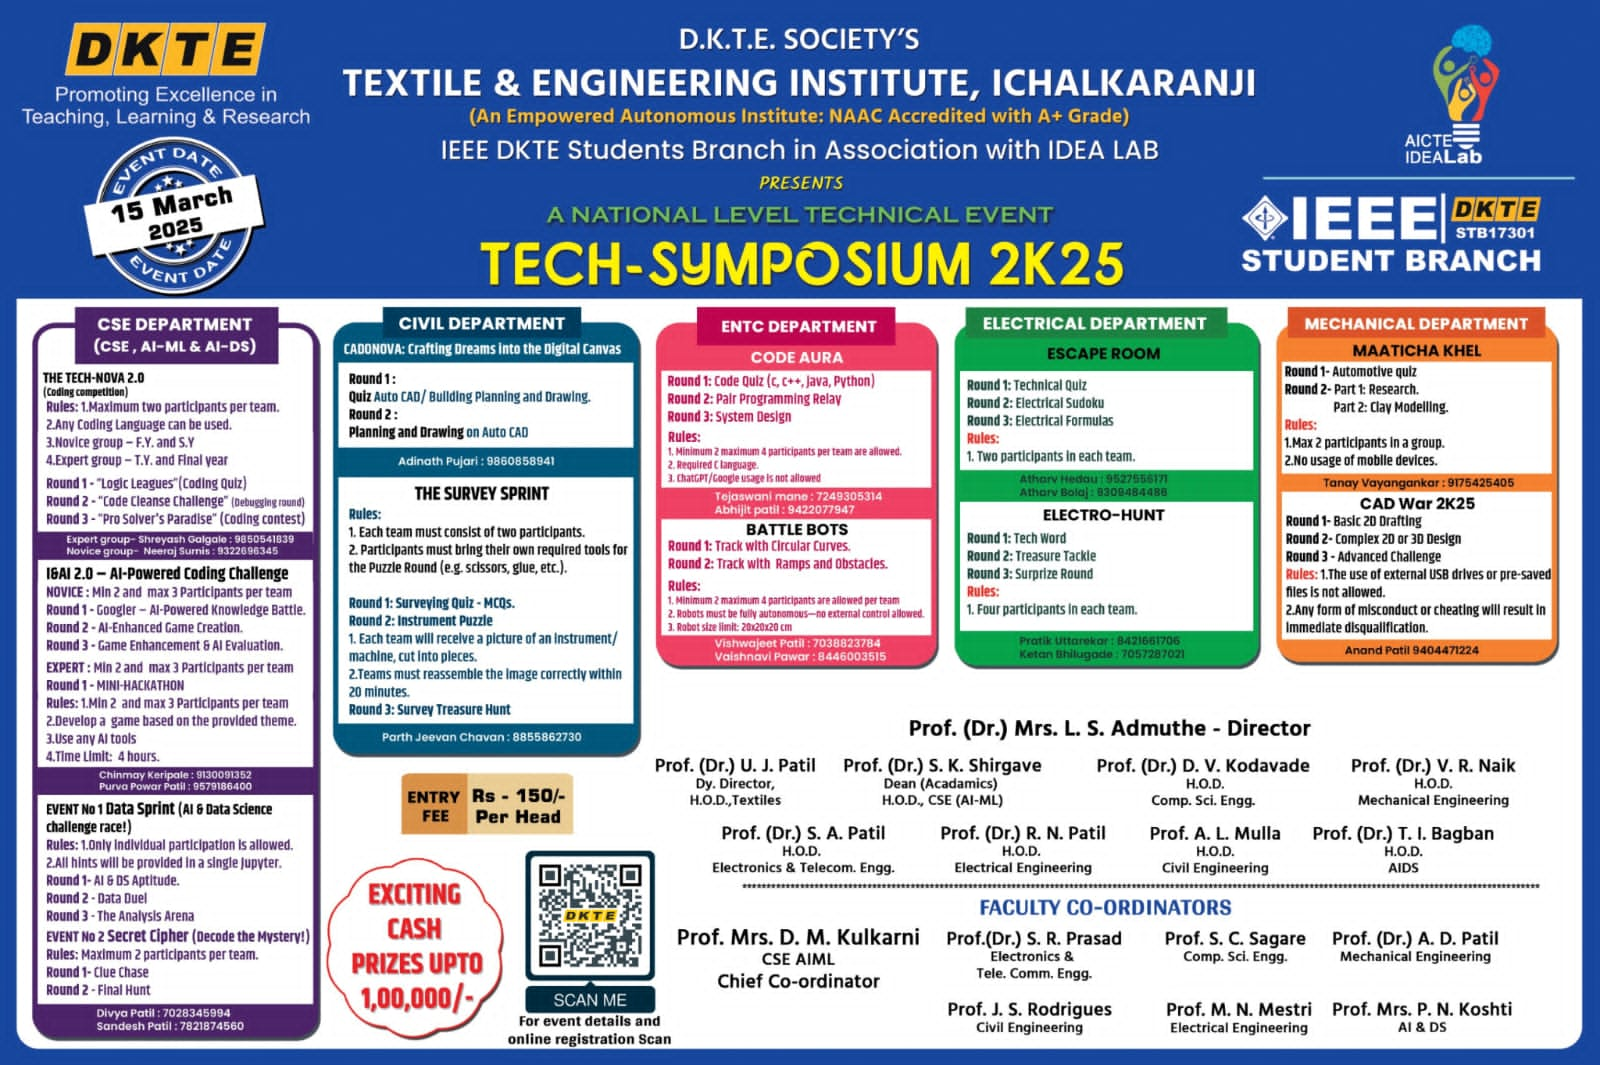 DKTE
Promoting Excellence in
Teaching, Learning & Research
EVENT DATE
15 March
2025
EVENT DATE
D.K.T.E. SOCIETY'S
TEXTILE & ENGINEERING INSTITUTE, ICHALKARANJI
(An Empowered Autonomous Institute: NAAC Accredited with A+ Grade)
IEEE DKTE Students Branch in Association with IDEA LAB
PRESENTS
A NATIONAL LEVEL TECHNICAL EVENT
TECH-SYMPOSIUM 2K25
AICTE
IDEALab
IEEE DKTE
STB17301
STUDENT BRANCH
CSE DEPARTMENT
(CSE , AI-ML & AI-DS)
THE TECH-NOVA 2.0
(Coding competition)
Rules: 1.Maximum two participants per team.
2.Any Coding Language can be used.
3.Novice group – F.Y. and S.Y
4.Expert group – T.Y. and Final year
Round 1 - "Logic Leagues"(Coding Quiz)
Round 2 - "Code Cleanse Challenge" (Debugging round)
Round 3 - "Pro Solver's Paradise" (Coding contest)
Expert group- Shreyash Galgale : 9850541839
Novice group- Neeraj Surnis : 9322696345
I&AI 2.0 – AI-Powered Coding Challenge
NOVICE : Min 2 and max 3 Participants per team
Round 1 - Googler – AI-Powered Knowledge Battle.
Round 2 - AI-Enhanced Game Creation.
Round 3 - Game Enhancement & AI Evaluation.
EXPERT : Min 2 and max 3 Participants per team
Round 1 - MINI-HACKATHON
Rules: 1.Min 2 and max 3 Participants per team
2.Develop a game based on the provided theme.
3.Use any AI tools
4.Time Limit: 4 hours.
Chinmay Keripale : 9130091352
Purva Powar Patil : 9579186400
EVENT No 1 Data Sprint (AI & Data Science
challenge race!)
Rules: 1.Only individual participation is allowed.
2.All hints will be provided in a single Jupyter.
Round 1- AI & DS Aptitude.
Round 2 - Data Duel
Round 3 - The Analysis Arena
EVENT No 2 Secret Cipher (Decode the Mystery!)
Rules: Maximum 2 participants per team.
Round 1- Clue Chase
Round 2 - Final Hunt
Divya Patil : 7028345994
Sandesh Patil : 7821874560
CIVIL DEPARTMENT
CADONOVA: Crafting Dreams into the Digital Canvas
Round 1 :
Quiz Auto CAD/ Building Planning and Drawing.
Round 2 :
Planning and Drawing on Auto CAD
Adinath Pujari : 9860858941
THE SURVEY SPRINT
Rules:
1. Each team must consist of two participants.
2. Participants must bring their own required tools for
the Puzzle Round (e.g. scissors, glue, etc.).
Round 1: Surveying Quiz - MCQs.
Round 2: Instrument Puzzle
1. Each team will receive a picture of an instrument/
machine, cut into pieces.
2.Teams must reassemble the image correctly within
20 minutes.
Round 3: Survey Treasure Hunt
Parth Jeevan Chavan : 8855862730
ENTC DEPARTMENT
CODE AURA
Round 1: Code Quiz (c, c++, Java, Python)
Round 2: Pair Programming Relay
Round 3: System Design
Rules:
1. Minimum 2 maximum 4 participants per team are allowed.
2. Required C language.
3. ChatGPT/Google usage is not allowed
Tejaswani mane : 7249305314
Abhijit patil : 9422077947
BATTLE BOTS
Round 1: Track with Circular Curves.
Round 2: Track with Ramps and Obstacles.
Rules:
1. Minimum 2 maximum 4 participants are allowed per team
2. Robots must be fully autonomous—no external control allowed.
3. Robot size limit: 20x20x20 cm
Vishwajeet Patil : 7038823784
Vaishnavi Pawar : 8446003515
ELECTRICAL DEPARTMENT
ESCAPE ROOM
Round 1: Technical Quiz
Round 2: Electrical Sudoku
Round 3: Electrical Formulas
Rules:
1. Two participants in each team.
Atharv Hedau : 9527556171
Atharv Bolaj : 9309484486
ELECTRO-HUNT
Round 1: Tech Word
Round 2: Treasure Tackle
Round 3: Surprize Round
Rules:
1. Four participants in each team.
Pratik Uttarekar : 8421661706
Ketan Bhilugade : 7057287021
MECHANICAL DEPARTMENT
MAATICHA KHEL
Round 1- Automotive quiz
Round 2- Part 1: Research.
Part 2: Clay Modelling.
Rules:
1.Max 2 participants in a group.
2.No usage of mobile devices.
Tanay Vayangankar : 9175425405
CAD War 2K25
Round 1- Basic 2D Drafting
Round 2- Complex 2D or 3D Design
Round 3 - Advanced Challenge
Rules: 1.The use of external USB drives or pre-saved
files is not allowed.
2.Any form of misconduct or cheating will result in
immediate disqualification.
Anand Patil 9404471224
ENTRY FEE Rs - 150/- Per Head
EXCITING
CASH
PRIZES UPTO
1,00,000/-
DKTE
SCAN ME
For event details and
online registration Scan
Prof. (Dr.) Mrs. L. S. Admuthe - Director
Prof. (Dr.) U. J. Patil
Dy. Director,
H.O.D.,Textiles
Prof. (Dr.) S. K. Shirgave
Dean (Acadamics)
H.O.D., CSE (AI-ML)
Prof. (Dr.) D. V. Kodavade
H.O.D.
Comp. Sci. Engg.
Prof. (Dr.) V. R. Naik
H.O.D.
Mechanical Engineering
Prof. (Dr.) S. A. Patil
H.O.D.
Electronics & Telecom. Engg.
Prof. (Dr.) R. N. Patil
H.O.D.
Electrical Engineering
Prof. A. L. Mulla
H.O.D.
Civil Engineering
Prof. (Dr.) T. I. Bagban
H.O.D.
AIDS
FACULTY CO-ORDINATORS
Prof. Mrs. D. M. Kulkarni
CSE AIML
Chief Co-ordinator
Prof.(Dr.) S. R. Prasad
Electronics &
Tele. Comm. Engg.
Prof. S. C. Sagare
Comp. Sci. Engg.
Prof. (Dr.) A. D. Patil
Mechanical Engineering
Prof. J. S. Rodrigues
Civil Engineering
Prof. M. N. Mestri
Electrical Engineering
Prof. Mrs. P. N. Koshti
AI & DS